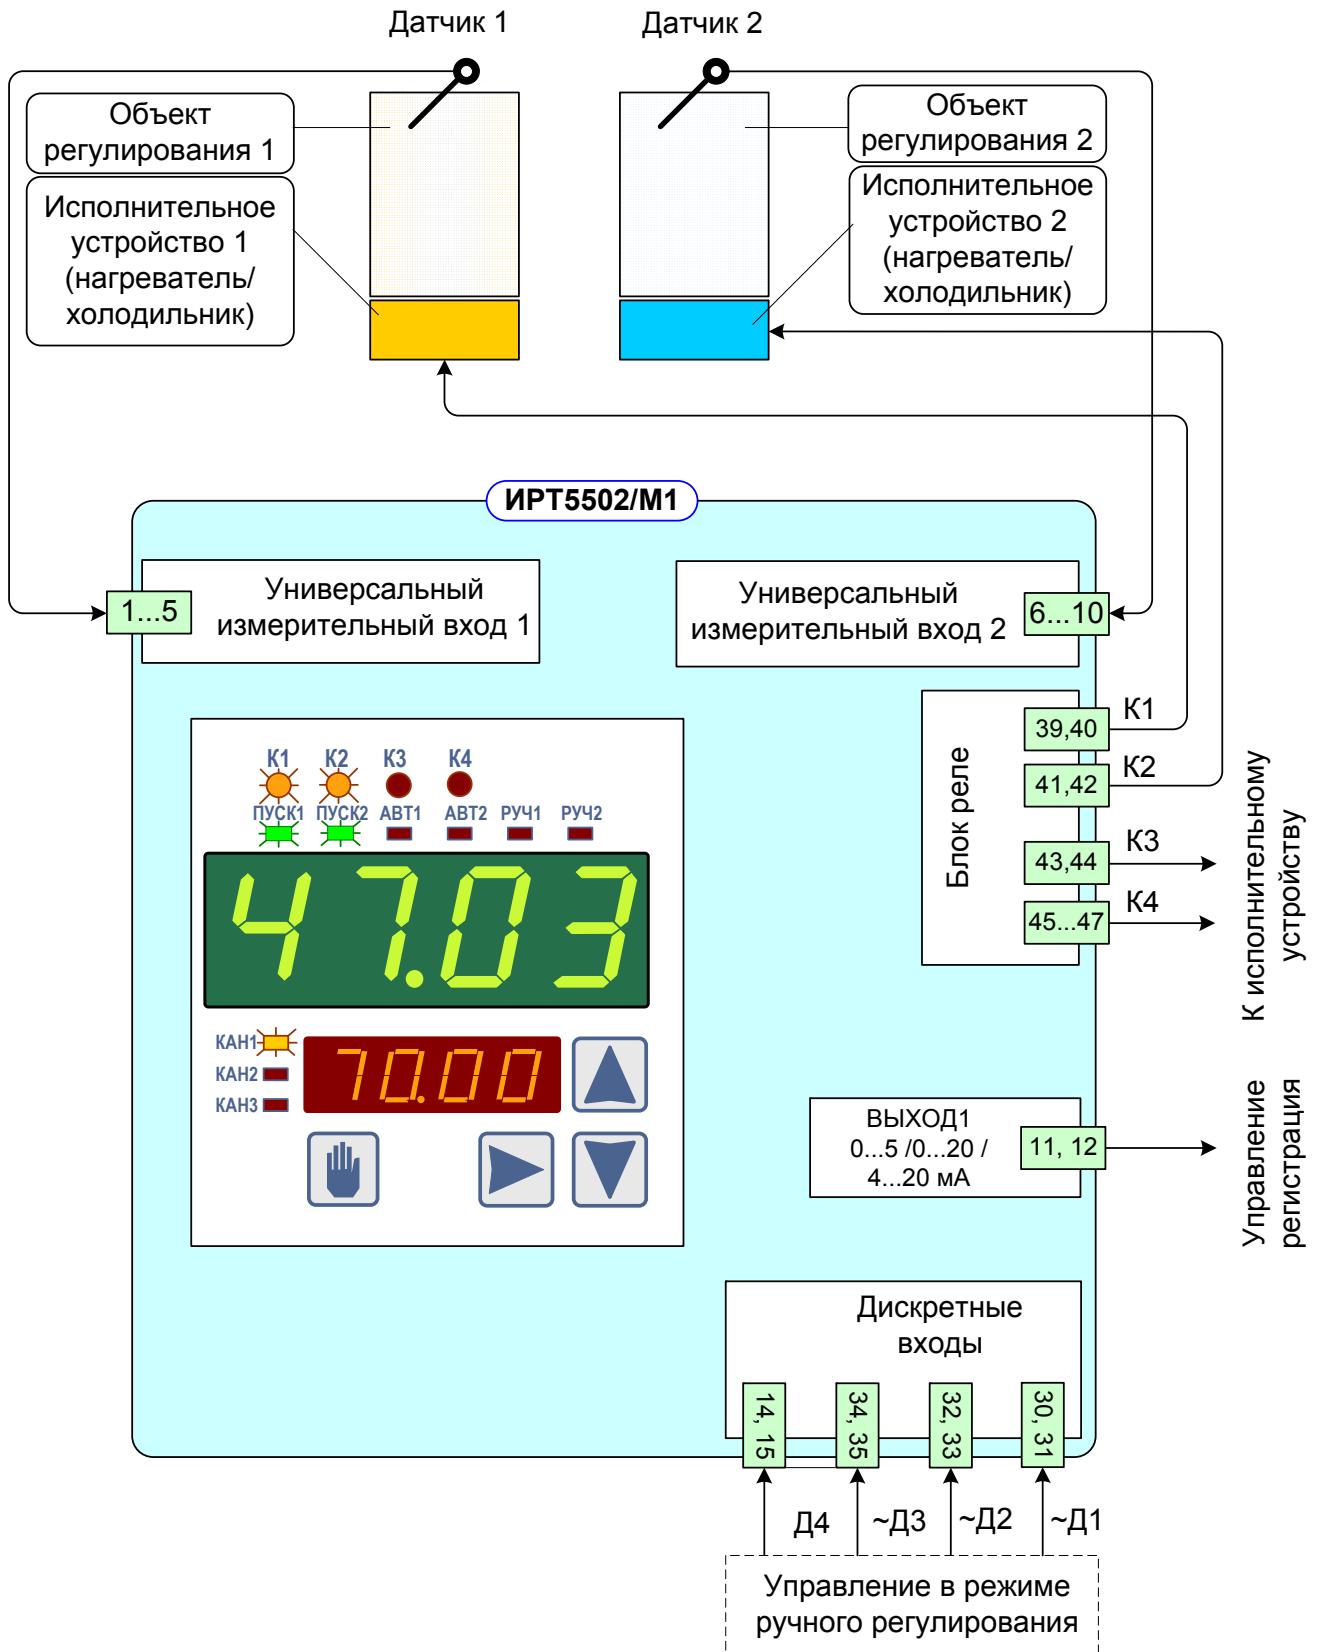 Датчик 1
Датчик 2
Объект
регулирования 1
Объект
регулирования 2
Исполнительное
устройство 1
(нагреватель/
холодильник)
Исполнительное
устройство 2
(нагреватель/
холодильник)
ИРТ5502/М1
1...5
Универсальный
измерительный вход 1
Универсальный
измерительный вход 2
6...10
Блок реле
39,40
К1
41,42
К2
43,44
К3
45...47
К4
К исполнительному
устройству
К1 К2 К3 К4
ПУСК1 ПУСК2 АВТ1 АВТ2 РУЧ1 РУЧ2
47.03
КАН1
КАН2
КАН3
70.00
ВЫХОД1
0...5 /0...20 /
4...20 мА
11, 12
Управление
регистрация
Дискретные
входы
14, 15
34, 35
32, 33
30, 31
Д4
~Д3
~Д2
~Д1
Управление в режиме
ручного регулирования